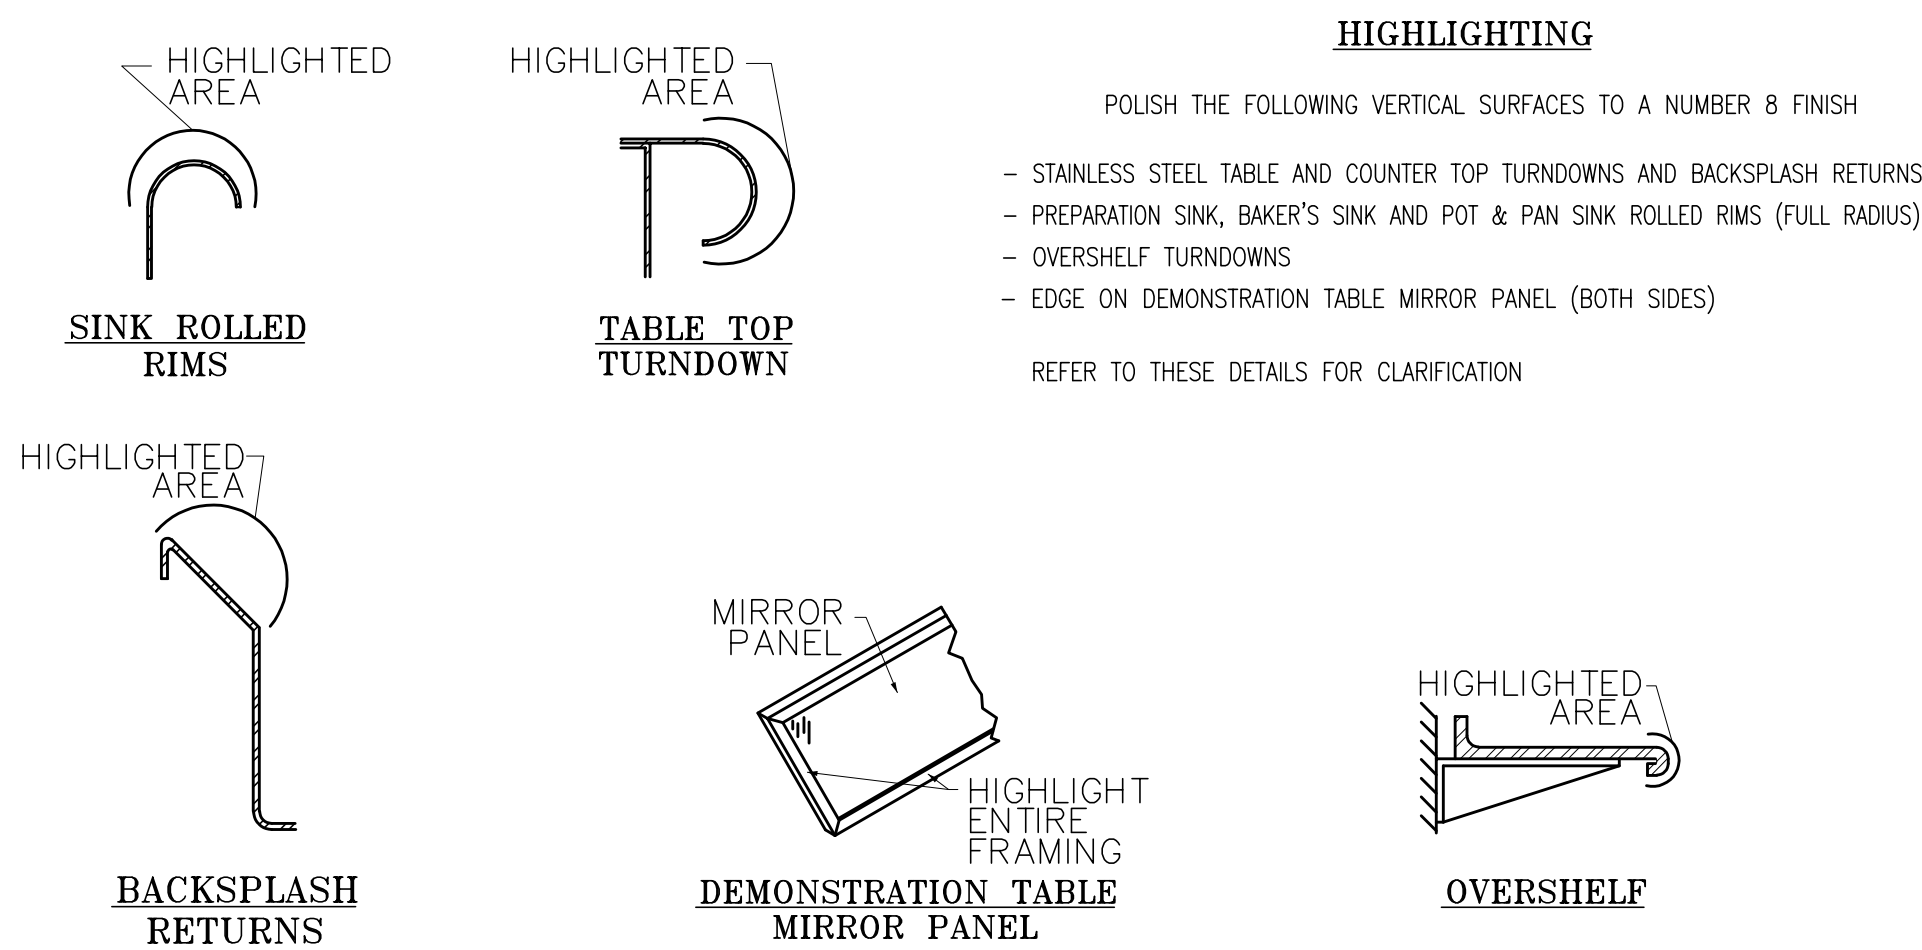 HIGHLIGHTED
AREA
SINK ROLLED
RIMS
HIGHLIGHTED
AREA
TABLE TOP
TURNDOWN
HIGHLIGHTING
POLISH THE FOLLOWING VERTICAL SURFACES TO A NUMBER 8 FINISH
- STAINLESS STEEL TABLE AND COUNTER TOP TURNDOWNS AND BACKSPLASH RETURNS
- PREPARATION SINK, BAKER'S SINK AND POT & PAN SINK ROLLED RIMS (FULL RADIUS)
- OVERSHELF TURNDOWNS
- EDGE ON DEMONSTRATION TABLE MIRROR PANEL (BOTH SIDES)
REFER TO THESE DETAILS FOR CLARIFICATION
HIGHLIGHTED
AREA
BACKSPLASH
RETURNS
MIRROR
PANEL
HIGHLIGHT
ENTIRE
FRAMING
DEMONSTRATION TABLE
MIRROR PANEL
HIGHLIGHTED
AREA
OVERSHELF